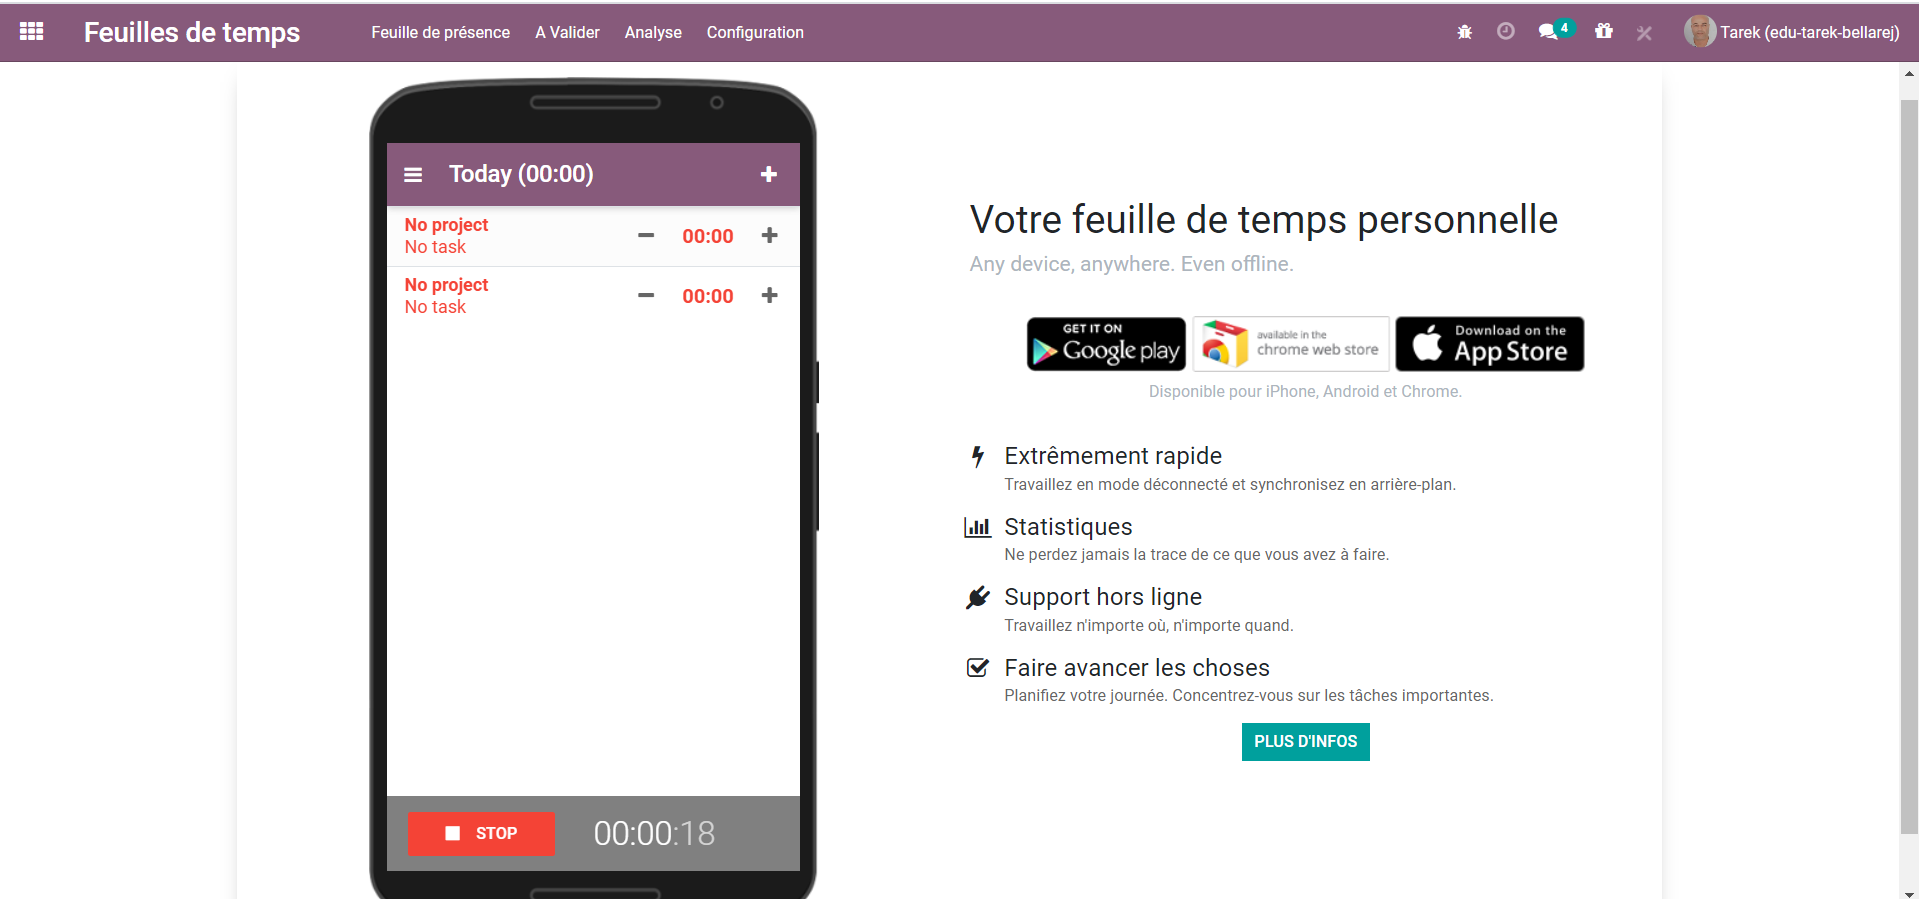 Feuilles de temps
Feuille de présence
A Valider
Analyse
Configuration
4
Tarek (edu-tarek-bellarej)
Today (00:00)
No project
No task
00:00
No project
No task
00:00
STOP
00:00:18
Votre feuille de temps personnelle
Any device, anywhere. Even offline.
GET IT ON
Google play
available in the
chrome web store
Download on the
App Store
Disponible pour iPhone, Android et Chrome.
Extrêmement rapide
Travaillez en mode déconnecté et synchronisez en arrière-plan.
Statistiques
Ne perdez jamais la trace de ce que vous avez à faire.
Support hors ligne
Travaillez n'importe où, n'importe quand.
Faire avancer les choses
Planifiez votre journée. Concentrez-vous sur les tâches importantes.
PLUS D'INFOS